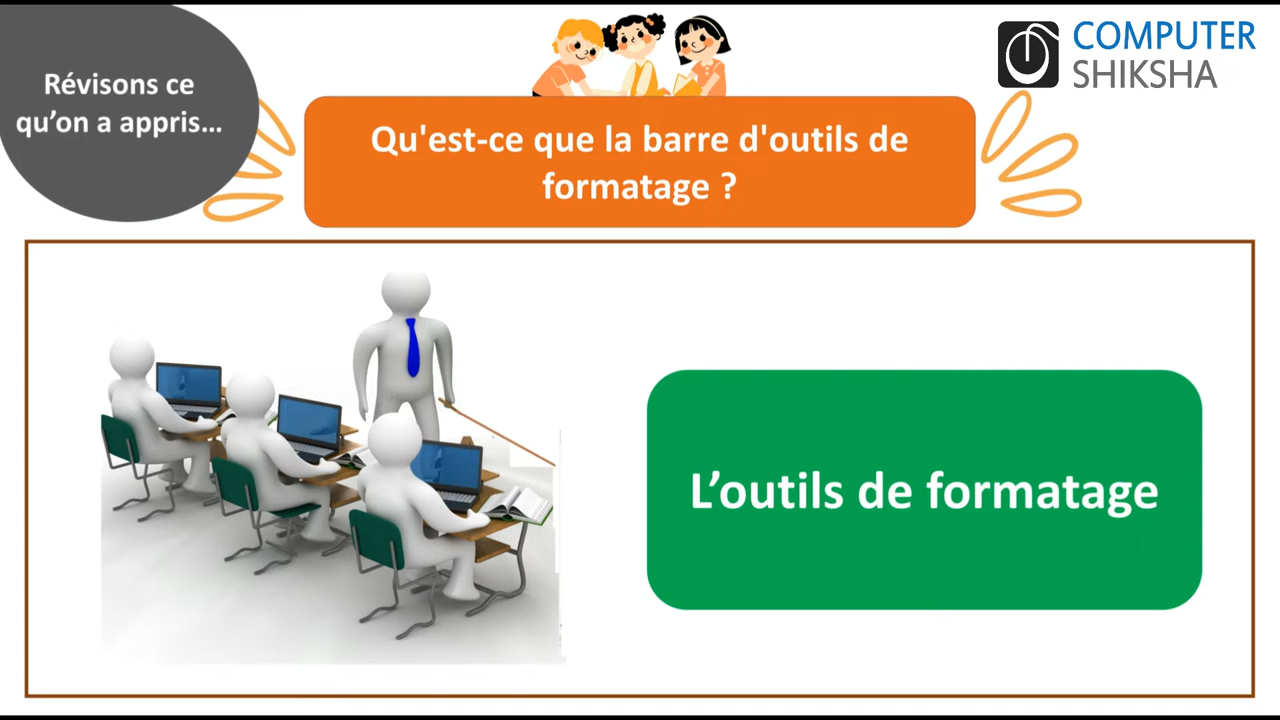 Révisons ce
qu’on a appris...
COMPUTER
SHIKSHA
Qu'est-ce que la barre d'outils de
formatage ?
L’outils de formatage